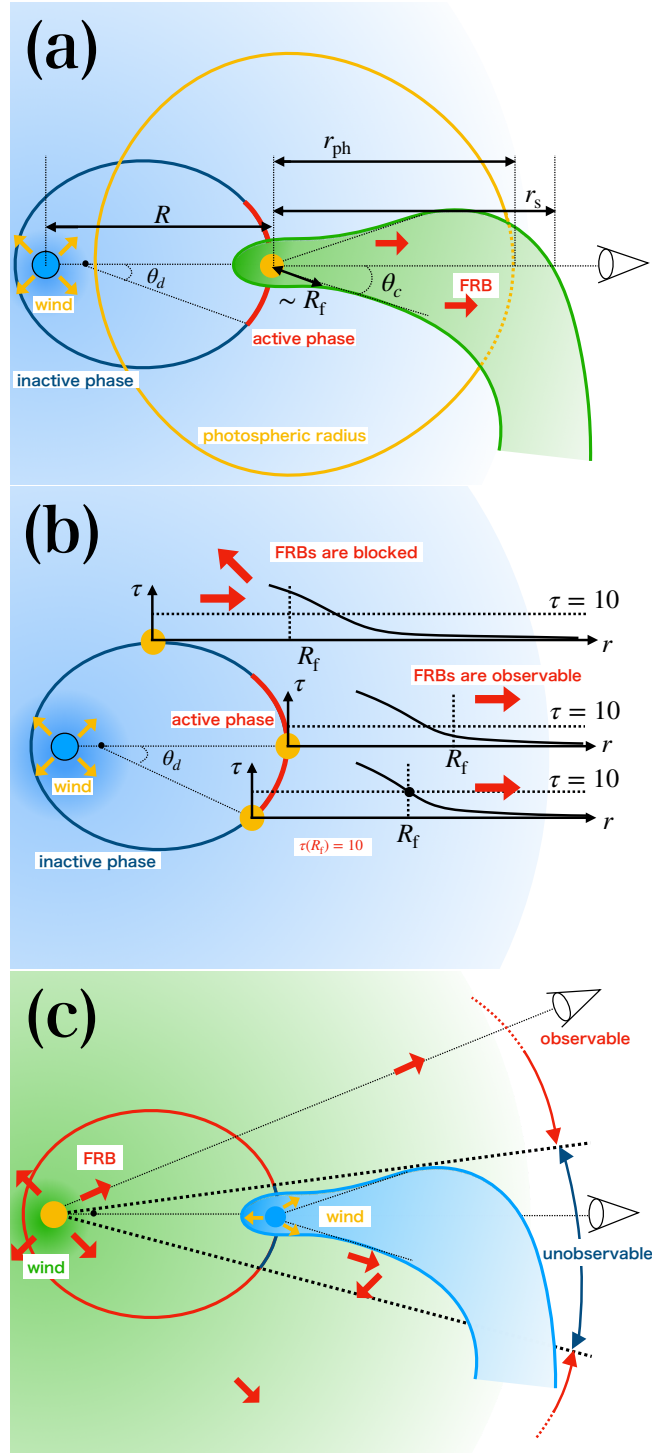 (a)
r_ph
r_s
R
θ_d
θ_c
wind
FRB
~ R_f
active phase
inactive phase
photospheric radius
(b)
FRBs are blocked
τ
τ = 10
R_f
r
FRBs are observable
τ
active phase
τ = 10
θ_d
R_f
r
τ
τ = 10
wind
R_f
r
inactive phase
τ(R_f) = 10
(c)
observable
FRB
wind
unobservable
wind